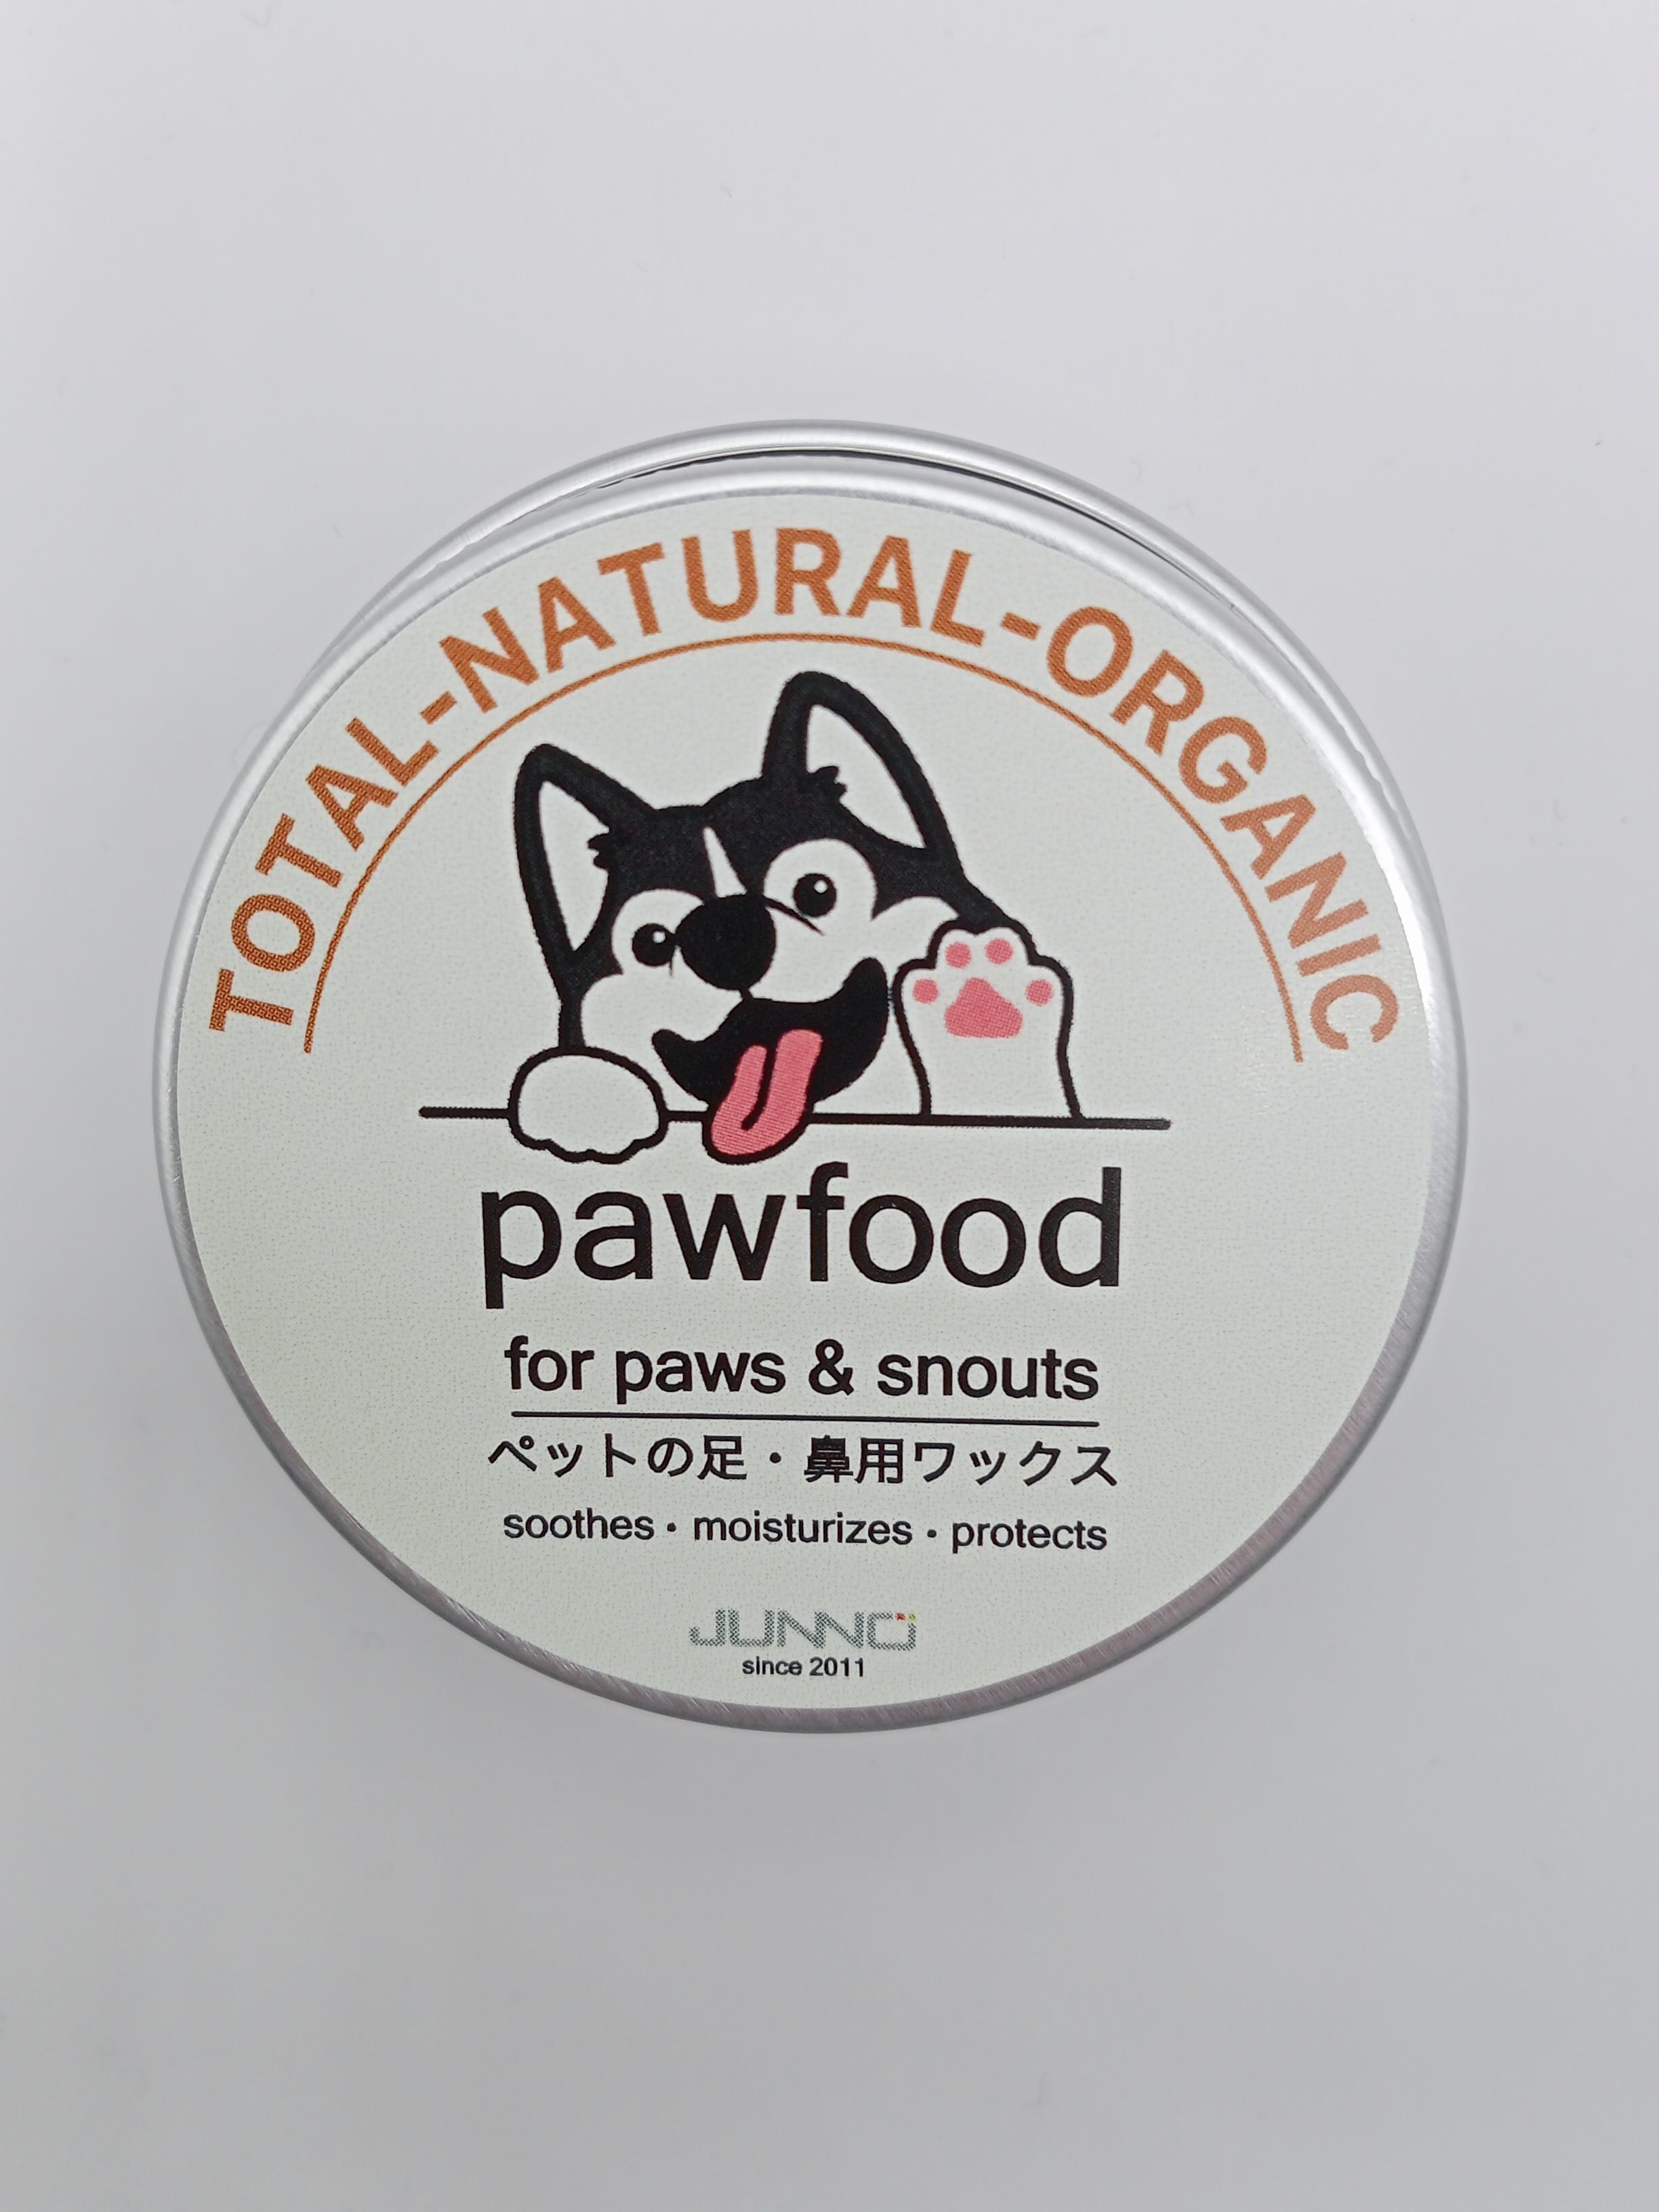 TOTAL-NATURAL-ORGANIC
pawfood
for paws & snouts
ペットの足・鼻用ワックス
soothes • moisturizes • protects
JUNNO
since 2011